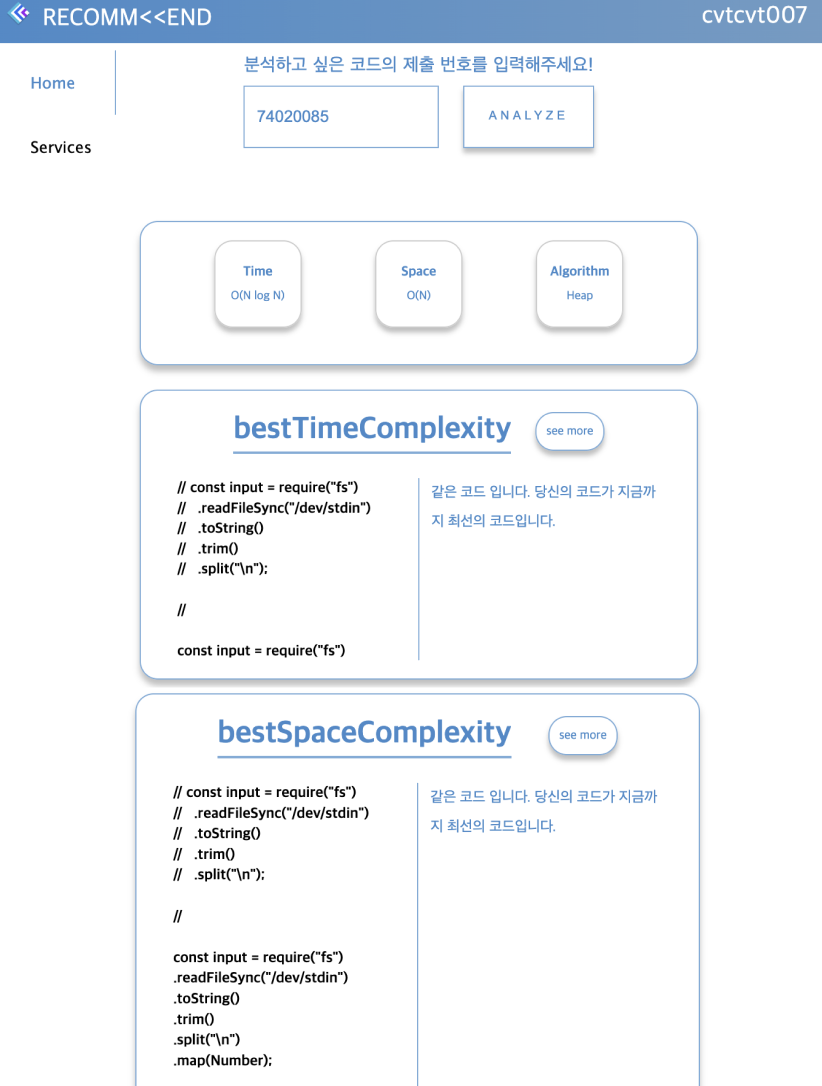 RECOMM<<END
cvtcvt007
Home
Services
분석하고 싶은 코드의 제출 번호를 입력해주세요!
74020085
ANALYZE
Time
O(N log N)
Space
O(N)
Algorithm
Heap
bestTimeComplexity
see more
// const input = require("fs")
// .readFileSync("/dev/stdin")
// .toString()
// .trim()
// .split("\n");
//
const input = require("fs")
같은 코드 입니다. 당신의 코드가 지금까
지 최선의 코드입니다.
bestSpaceComplexity
see more
// const input = require("fs")
// .readFileSync("/dev/stdin")
// .toString()
// .trim()
// .split("\n");
//
const input = require("fs")
.readFileSync("/dev/stdin")
.toString()
.trim()
.split("\n")
.map(Number);
같은 코드 입니다. 당신의 코드가 지금까
지 최선의 코드입니다.